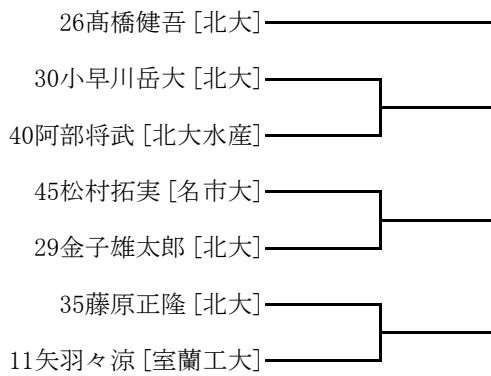 26髙橋健吾 [北大]
30小早川岳大 [北大]
40阿部将武 [北大水産]
45松村拓実 [名市大]
29金子雄太郎 [北大]
35藤原正隆 [北大]
11矢羽々涼 [室蘭工大]